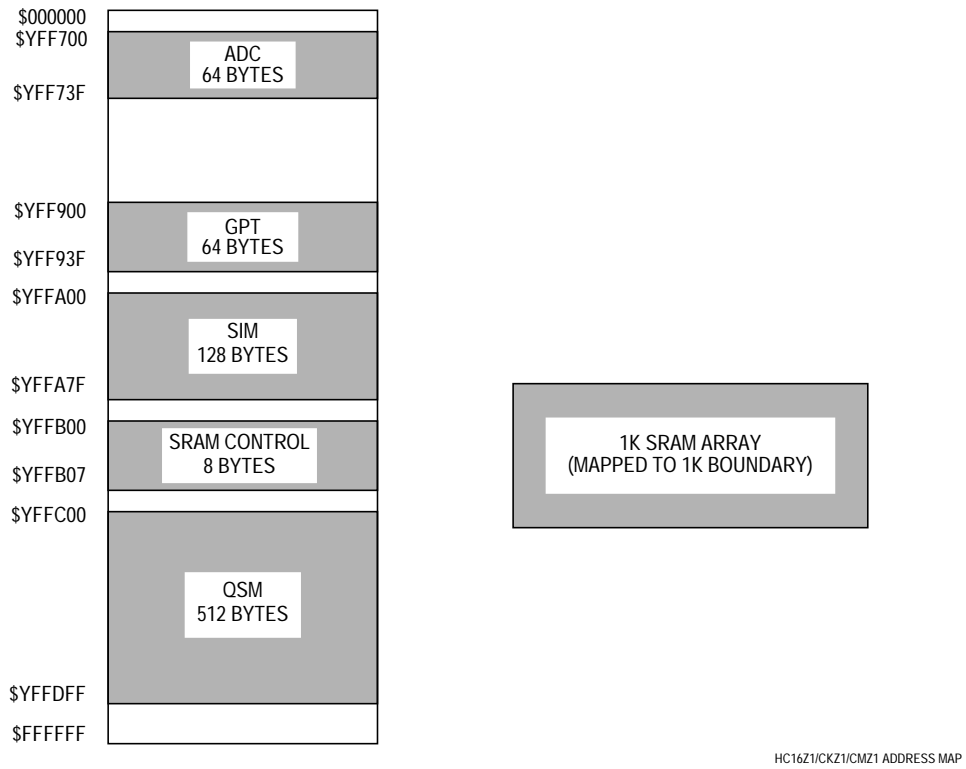 $000000
$YFF700
ADC
64 BYTES
$YFF73F
$YFF900
GPT
64 BYTES
$YFF93F
$YFFA00
SIM
128 BYTES
$YFFA7F
$YFFB00
SRAM CONTROL
8 BYTES
$YFFB07
$YFFC00
QSM
512 BYTES
$YFFDFF
$FFFFFF
1K SRAM ARRAY
(MAPPED TO 1K BOUNDARY)
HC16Z1/CKZ1/CMZ1 ADDRESS MAP